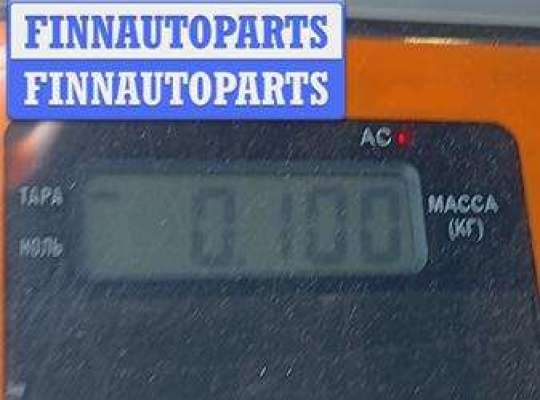 FINNAUTOPARTS
FINNAUTOPARTS
AC
ТАРА
0.100
МАССА
(КГ)
НОЛЬ